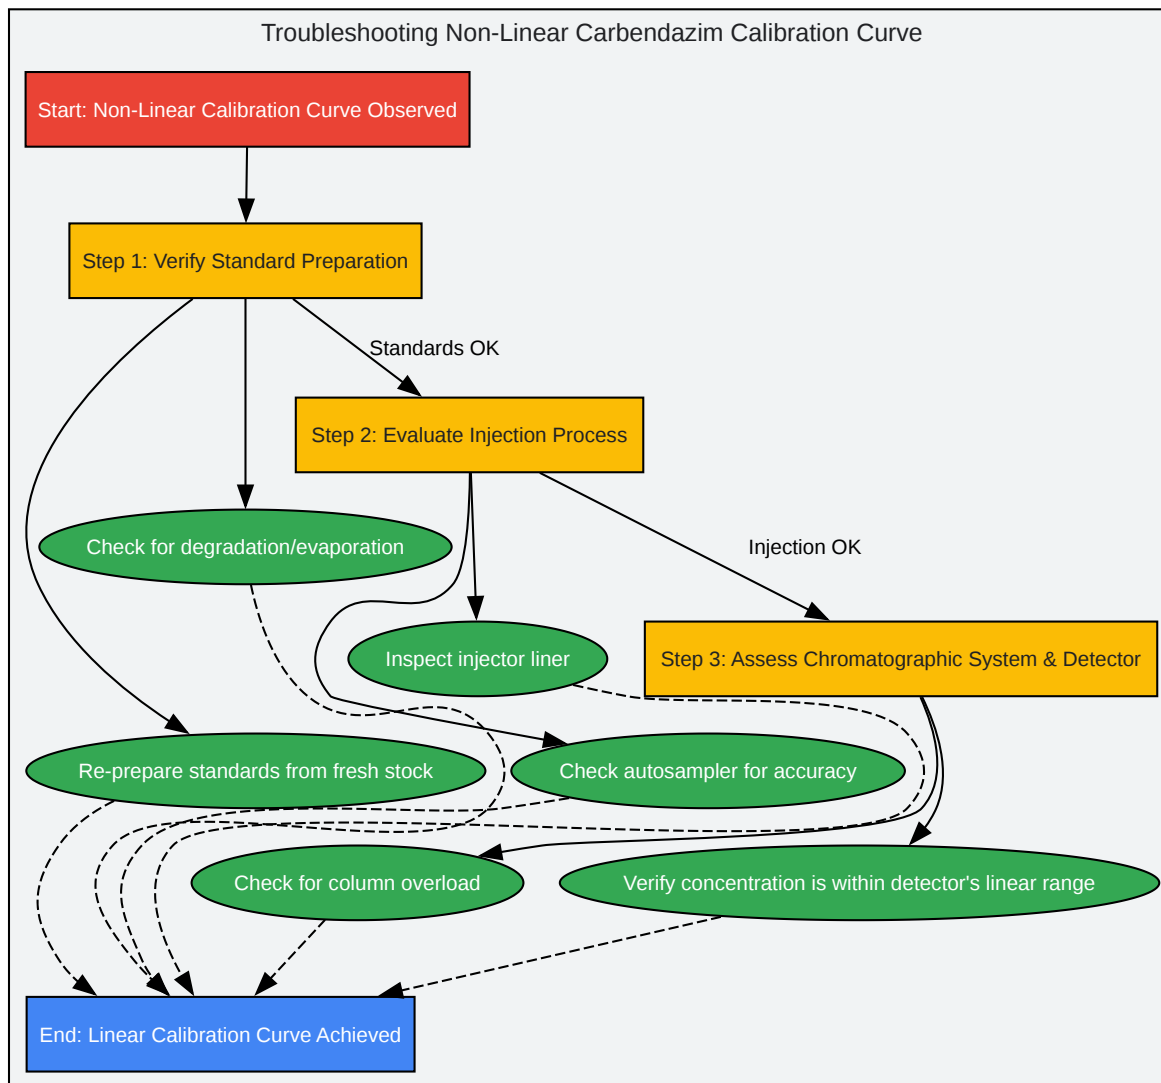 Troubleshooting Non-Linear Carbendazim Calibration Curve
Start: Non-Linear Calibration Curve Observed
Step 1: Verify Standard Preparation
Standards OK
Step 2: Evaluate Injection Process
Check for degradation/evaporation
Injection OK
Inspect injector liner
Step 3: Assess Chromatographic System & Detector
Re-prepare standards from fresh stock
Check autosampler for accuracy
Check for column overload
Verify concentration is within detector's linear range
End: Linear Calibration Curve Achieved